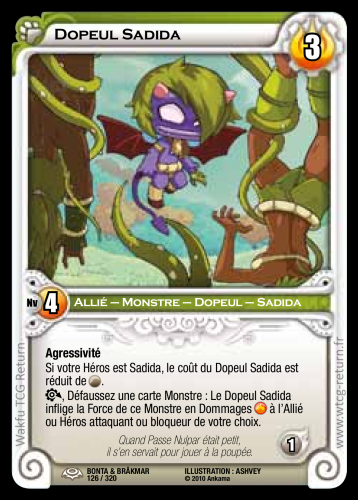 Dopeul Sadida
3
Nv 4 Allié – Monstre – Dopeul – Sadida
Agressivité
Si votre Héros est Sadida, le coût du Dopeul Sadida est
réduit de .
, Défaussez une carte Monstre : Le Dopeul Sadida
inflige la Force de ce Monstre en Dommages à l'Allié
ou Héros attaquant ou bloqueur de votre choix.
Quand Passe Nulpar était petit,
il s'en servait pour jouer à la poupée.
1
BONTA & BRÂKMAR
126 / 320
ILLUSTRATION : ASHVEY
© 2010 Ankama
Wakfu TCG Return
www.wtcg-return.fr